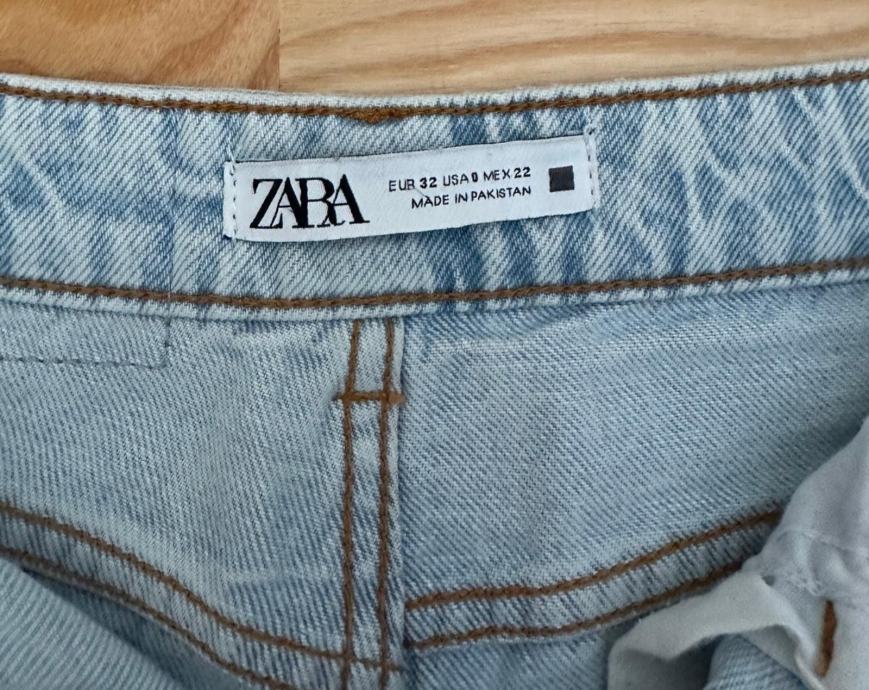 ZARA
EUR 32 USA 0 MEX 22
MADE IN PAKISTAN